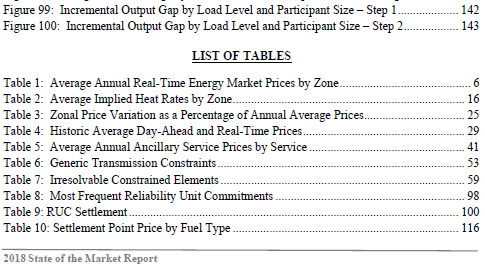 Figure 99:  Incremental Output Gap by Load Level and Participant Size – Step 1..................... 142
Figure 100:  Incremental Output Gap by Load Level and Participant Size – Step 2................... 143
LIST OF TABLES
Table 1:  Average Annual Real-Time Energy Market Prices by Zone........................................... 6
Table 2:  Average Implied Heat Rates by Zone........................................................................... 16
Table 3:  Zonal Price Variation as a Percentage of Annual Average Prices................................ 25
Table 4:  Historic Average Day-Ahead and Real-Time Prices.................................................... 29
Table 5:  Average Annual Ancillary Service Prices by Service.................................................. 41
Table 6:  Generic Transmission Constraints............................................................................... 53
Table 7:  Irresolvable Constrained Elements.............................................................................. 59
Table 8:  Most Frequent Reliability Unit Commitments............................................................ 98
Table 9: RUC Settlement.......................................................................................................... 100
Table 10: Settlement Point Price by Fuel Type......................................................................... 116
2018 State of the Market Report